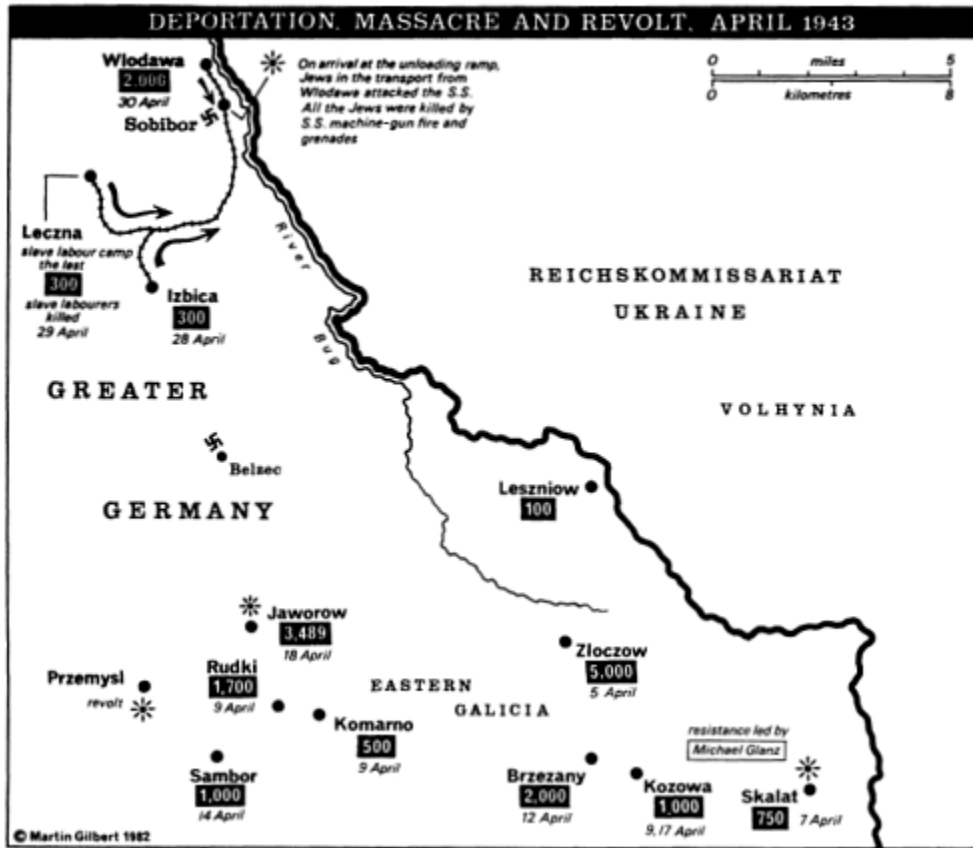 DEPORTATION, MASSACRE AND REVOLT, APRIL 1943
Wlodawa
2,000
30 April
Sobibor
On arrival at the unloading ramp,
Jews in the transport from
Wlodawa attacked the S.S.
All the Jews were killed by
S.S. machine-gun fire and
grenades
0 miles 5
0 kilometres 8
Leczna
slave labour camp
the last
300
slave labourers
killed
29 April
Izbica
300
28 April
River
Bug
REICHSKOMMISSARIAT
UKRAINE
VOLHYNIA
GREATER
Belzec
GERMANY
Leszniow
100
Jaworow
3,489
18 April
Przemysl
revolt
Rudki
1,700
9 April
Komarno
500
9 April
EASTERN
GALICIA
Zloczow
5,000
5 April
Sambor
1,000
14 April
Brzezany
2,000
12 April
Kozowa
1,000
9,17 April
resistance led by
Michael Glanz
Skalat
750
7 April
© Martin Gilbert 1982